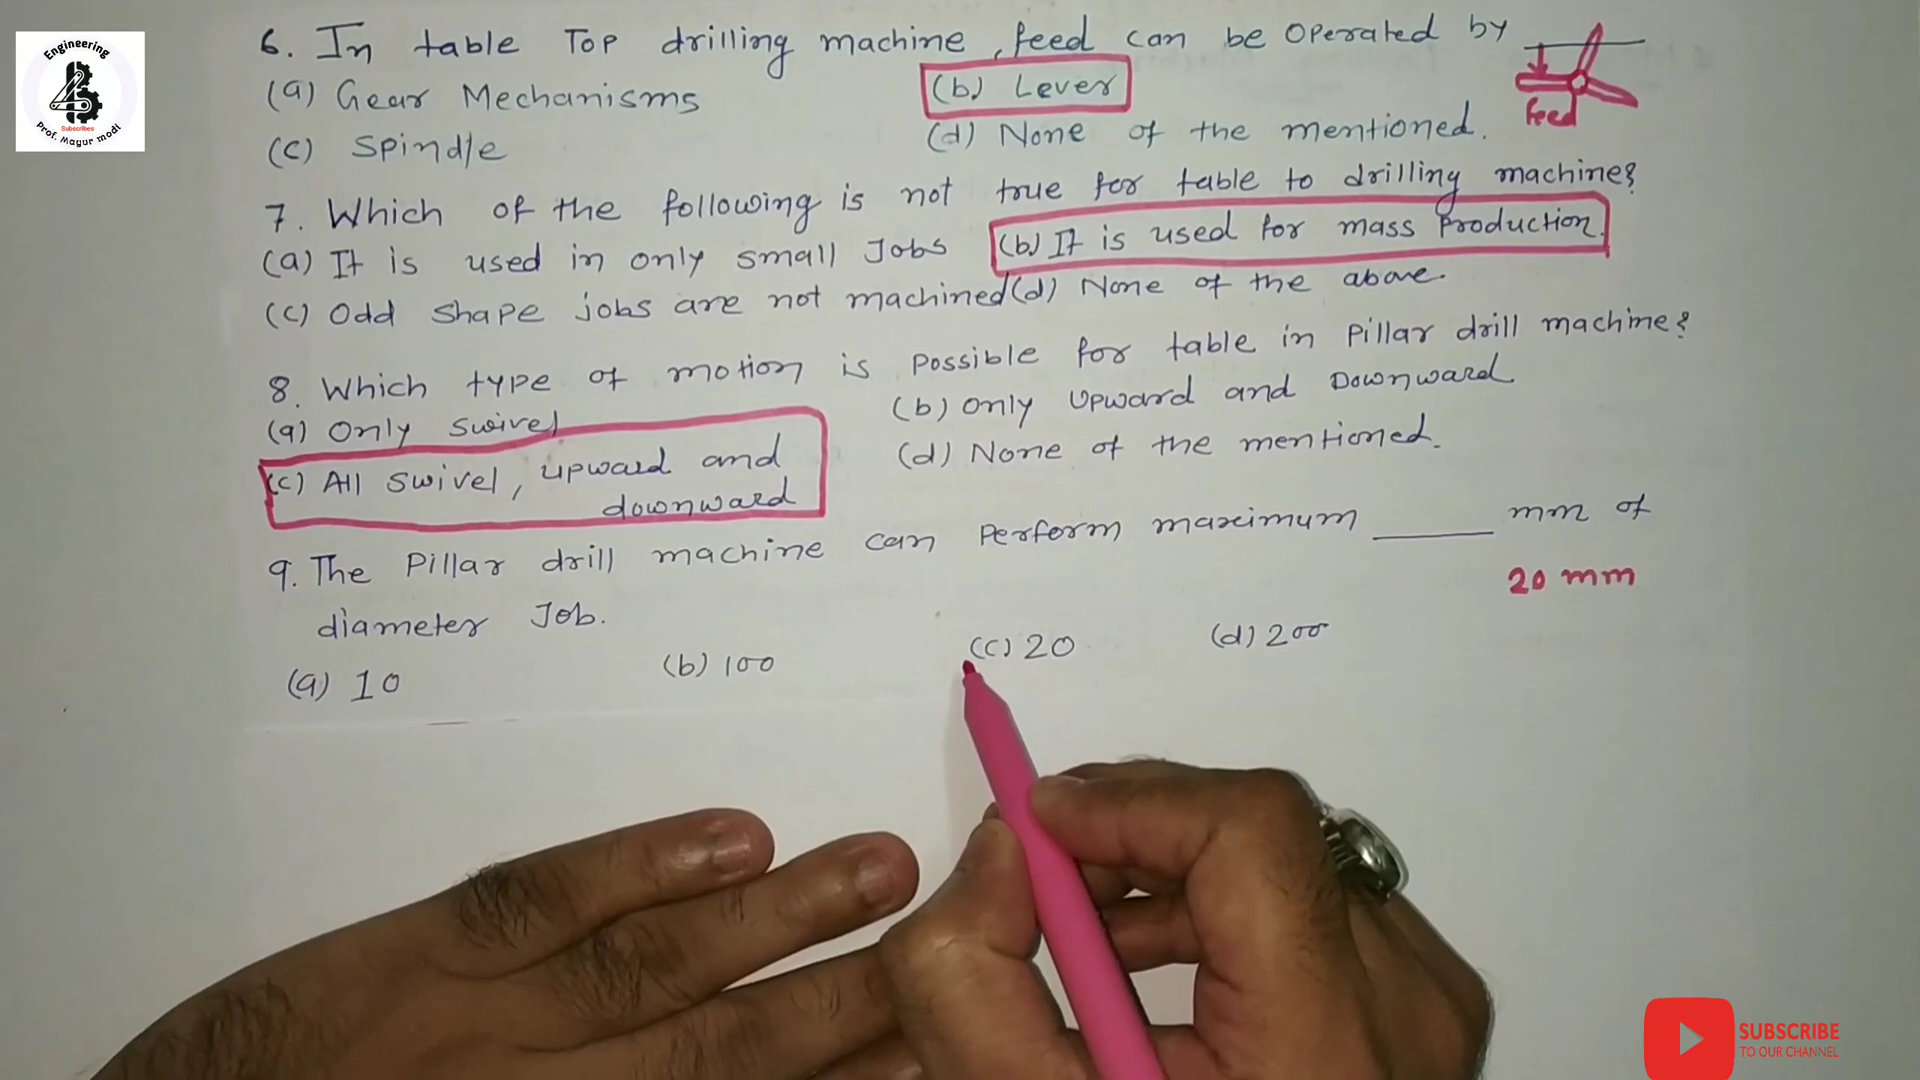 Engineering
Subscribes
Prof. Mayur modi
6. In table Top drilling machine, feed can be operated by ______
(a) Gear Mechanisms (b) Lever
Feed
(c) Spindle (d) None of the mentioned.
7. Which of the following is not true for table to drilling machine?
(a) It is used in only small Jobs (b) It is used for mass Production.
(c) Odd shape jobs are not machined (d) None of the above.
8. Which type of motion is possible for table in Pillar drill machine?
(a) Only swivel (b) Only Upward and Downward
(c) All swivel, upward and downward (d) None of the mentioned.
9. The Pillar drill machine can Perform maximum ______ mm of
20 mm
diameter Job.
(a) 10 (b) 100 (c) 20 (d) 200
SUBSCRIBE
TO OUR CHANNEL